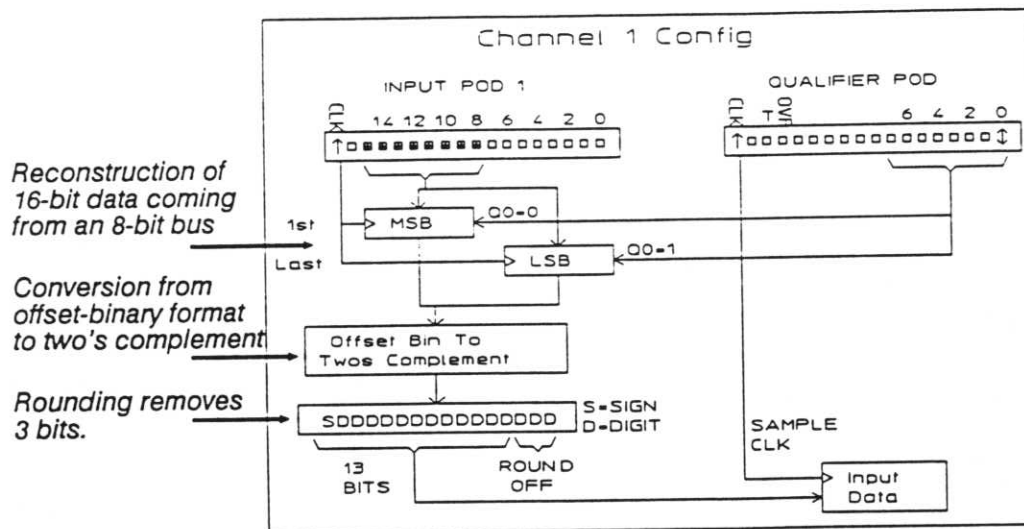 Channel 1 Config
INPUT POD 1
QUALIFIER POD
CLK 14 12 10 8 6 4 2 0
CLK T OVF 6 4 2 0
Reconstruction of
16-bit data coming
from an 8-bit bus
1st
Last
MSB
Q0=0
LSB
Q0=1
Conversion from
offset-binary format
to two's complement
Offset Bin To
Twos Complement
Rounding removes
3 bits.
SDDDDDDDDDDDDDDD
S=SIGN
D=DIGIT
13
BITS
ROUND
OFF
SAMPLE
CLK
Input
Data